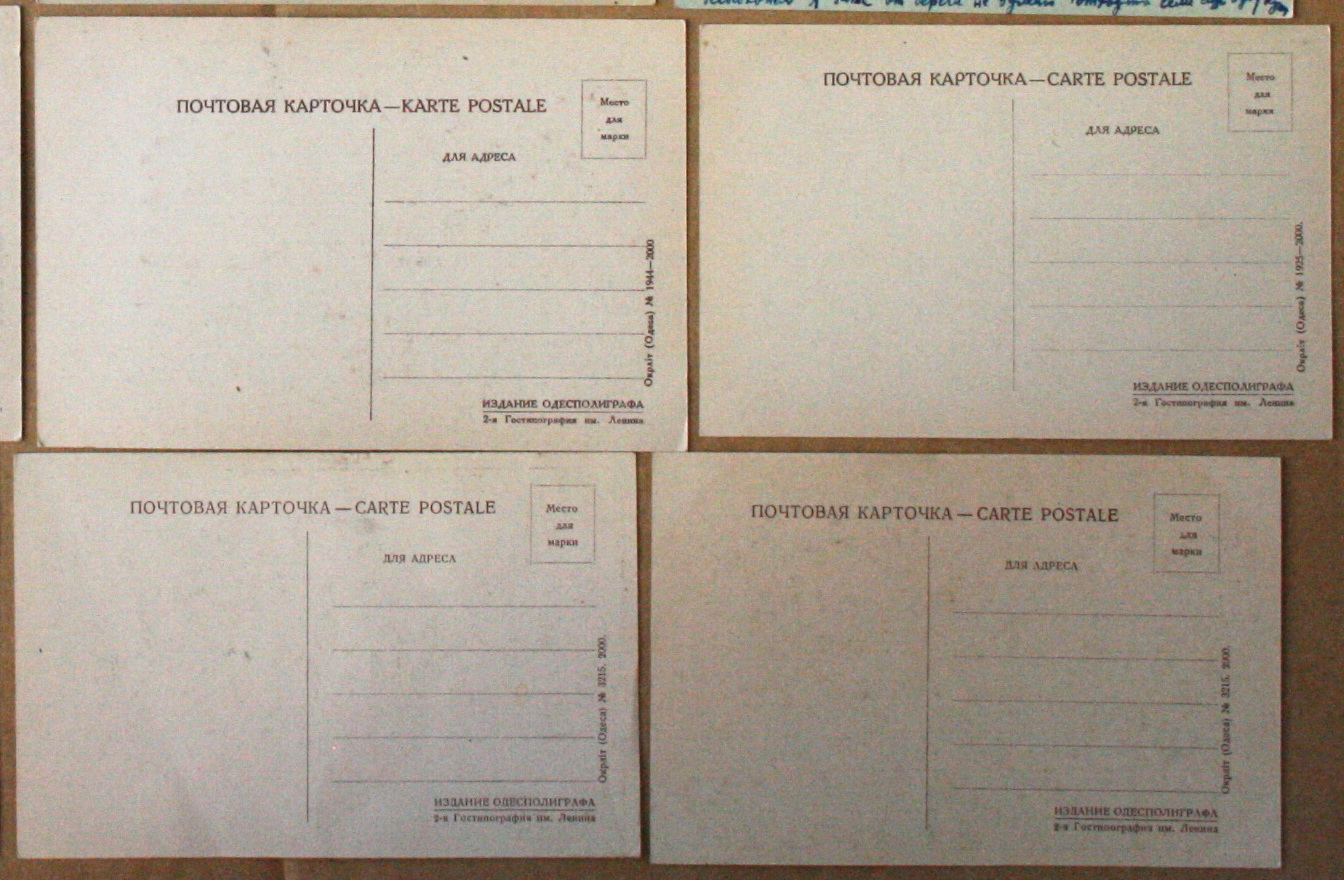 ПОЧТОВАЯ КАРТОЧКА—KARTE POSTALE
Место
для
марки
ДЛЯ АДРЕСА
Окрліт (Одеса) № 1944—2000
ИЗДАНИЕ ОДЕСПОЛИГРАФА
2-я Гостипография им. Ленина
ПОЧТОВАЯ КАРТОЧКА—CARTE POSTALE
Место
для
марки
ДЛЯ АДРЕСА
Окрліт (Одеса) № 1925—2000.
ИЗДАНИЕ ОДЕСПОЛИГРАФА
2-я Гостипография им. Ленина
ПОЧТОВАЯ КАРТОЧКА — CARTE POSTALE
Место
для
марки
ДЛЯ АДРЕСА
Окрліт (Одеса) № 3215. 2000.
ИЗДАНИЕ ОДЕСПОЛИГРАФА
2-я Гостипография им. Ленина
ПОЧТОВАЯ КАРТОЧКА — CARTE POSTALE
Место
для
марки
ДЛЯ АДРЕСА
Окрліт (Одеса) № 3215. 2000.
ИЗДАНИЕ ОДЕСПОЛИГРАФА
2-я Гостипография им. Ленина